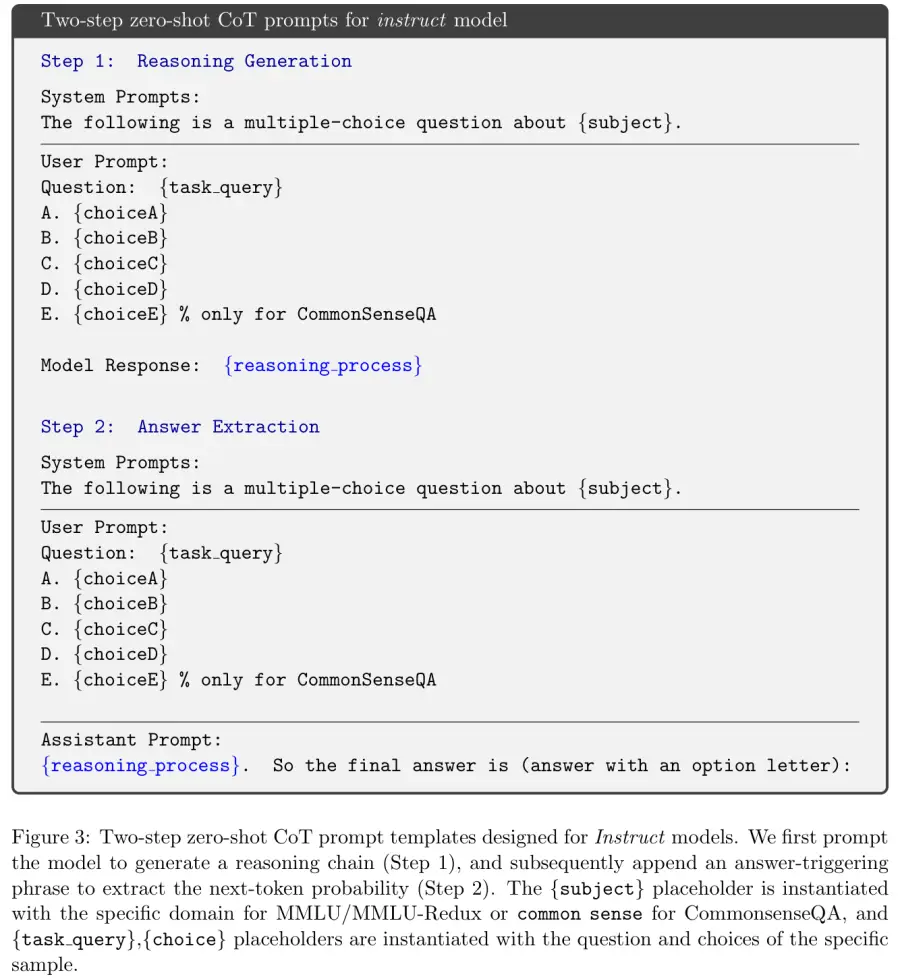 Two-step zero-shot CoT prompts for instruct model
Step 1: Reasoning Generation
System Prompts:
The following is a multiple-choice question about {subject}.
User Prompt:
Question: {task_query}
A. {choiceA}
B. {choiceB}
C. {choiceC}
D. {choiceD}
E. {choiceE} % only for CommonSenseQA
Model Response: {reasoning_process}
Step 2: Answer Extraction
System Prompts:
The following is a multiple-choice question about {subject}.
User Prompt:
Question: {task_query}
A. {choiceA}
B. {choiceB}
C. {choiceC}
D. {choiceD}
E. {choiceE} % only for CommonSenseQA
Assistant Prompt:
{reasoning_process}. So the final answer is (answer with an option letter):
Figure 3: Two-step zero-shot CoT prompt templates designed for Instruct models. We first prompt
the model to generate a reasoning chain (Step 1), and subsequently append an answer-triggering
phrase to extract the next-token probability (Step 2). The {subject} placeholder is instantiated
with the specific domain for MMLU/MMLU-Redux or common sense for CommonsenseQA, and
{task_query},{choice} placeholders are instantiated with the question and choices of the specific
sample.